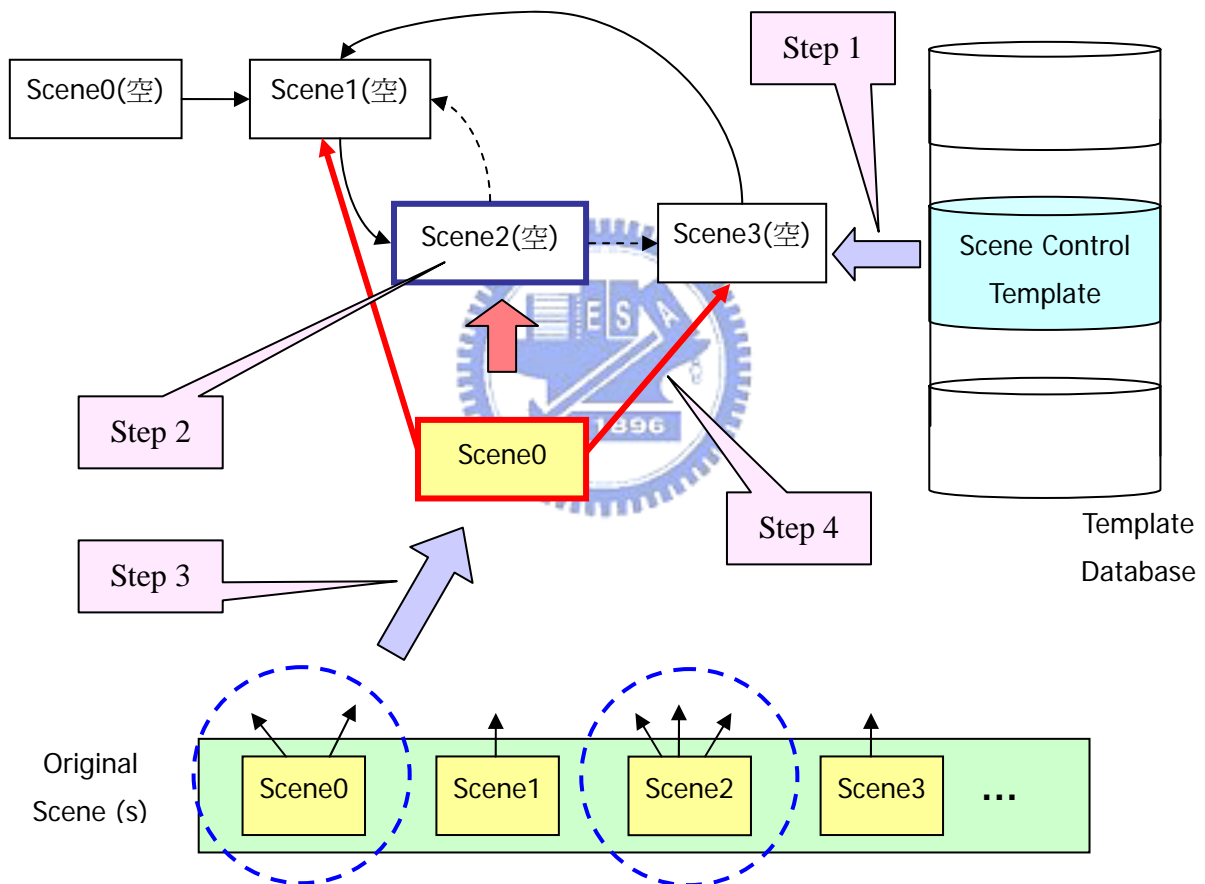 Step 1
Scene0(空)
Scene1(空)
Scene2(空)
Scene3(空)
Scene Control
Template
E S A
1896
Step 2
Scene0
Step 4
Template
Database
Step 3
Original
Scene (s)
Scene0
Scene1
Scene2
Scene3
...